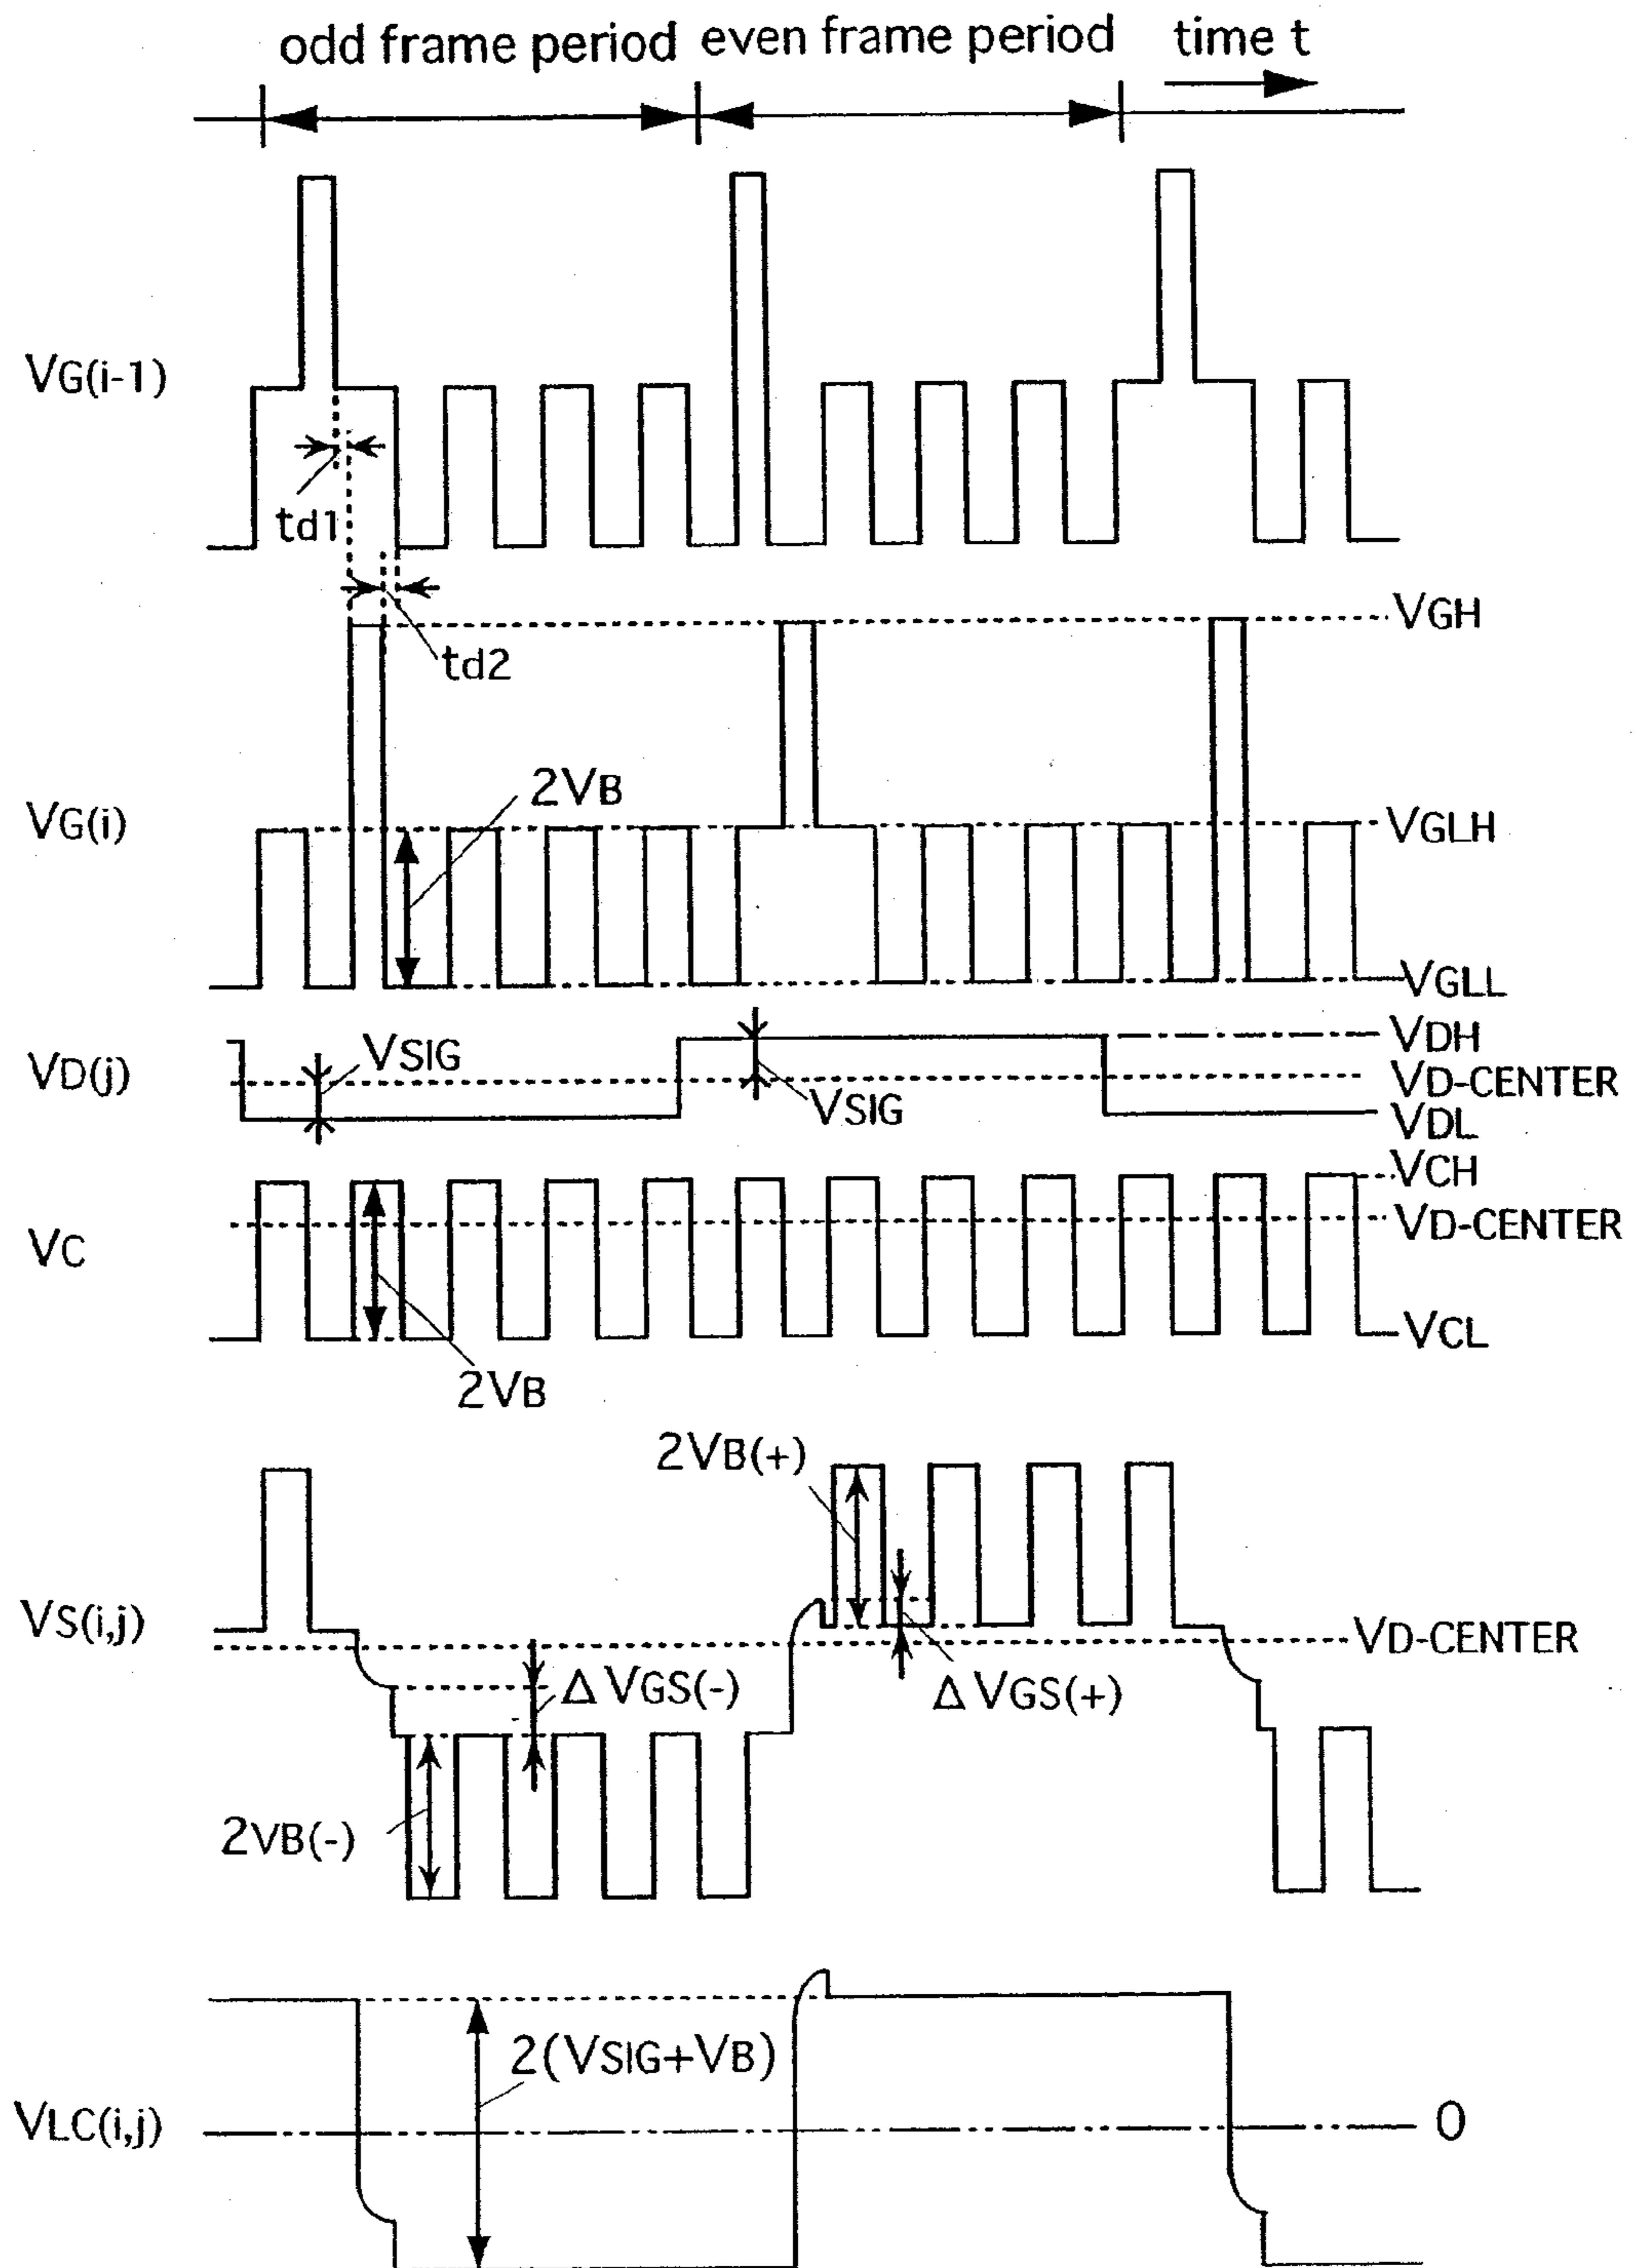 odd frame period even frame period time t
VG(i-1)
td1
VGH
td2
2VB
VG(i)
VGLH
VGLL
VDH
VSIG
VD(j)
VD-CENTER
VSIG
VDL
VCH
VD-CENTER
VC
VCL
2VB
2VB(+)
VS(i,j)
VD-CENTER
Δ VGS(-)
Δ VGS(+)
2VB(-)
2(VSIG+VB)
VLC(i,j)
0